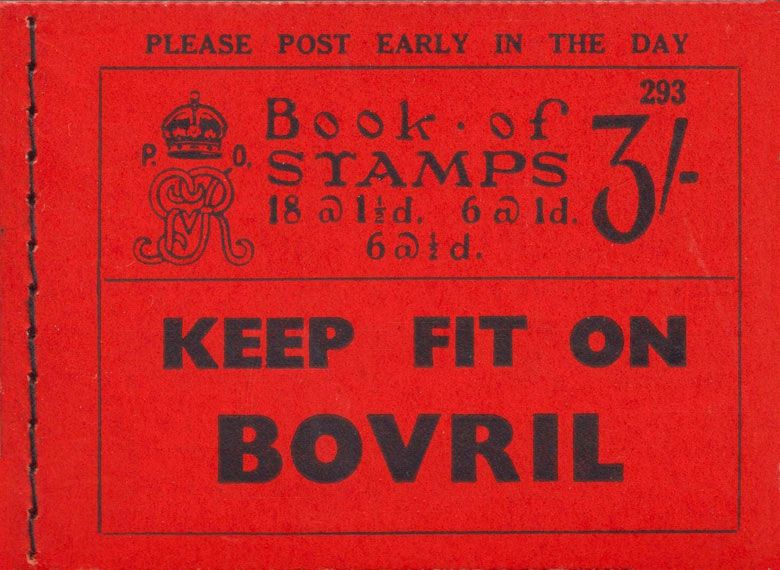 PLEASE POST EARLY IN THE DAY
293
Book·of 3/-
P. O.
STAMPS
18 @ 1½d. 6 @ 1d.
6 @ ½d.
KEEP FIT ON
BOVRIL